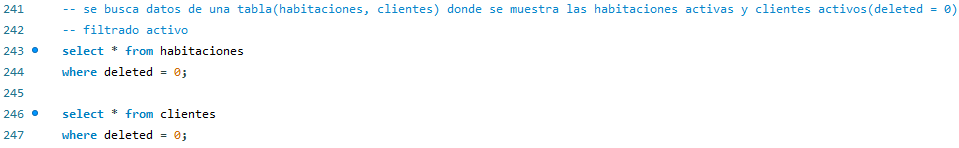 241 -- se busca datos de una tabla(habitaciones, clientes) donde se muestra las habitaciones activas y clientes activos(deleted = 0)
242 -- filtrado activo
243 select * from habitaciones
244 where deleted = 0;
245
246 select * from clientes
247 where deleted = 0;